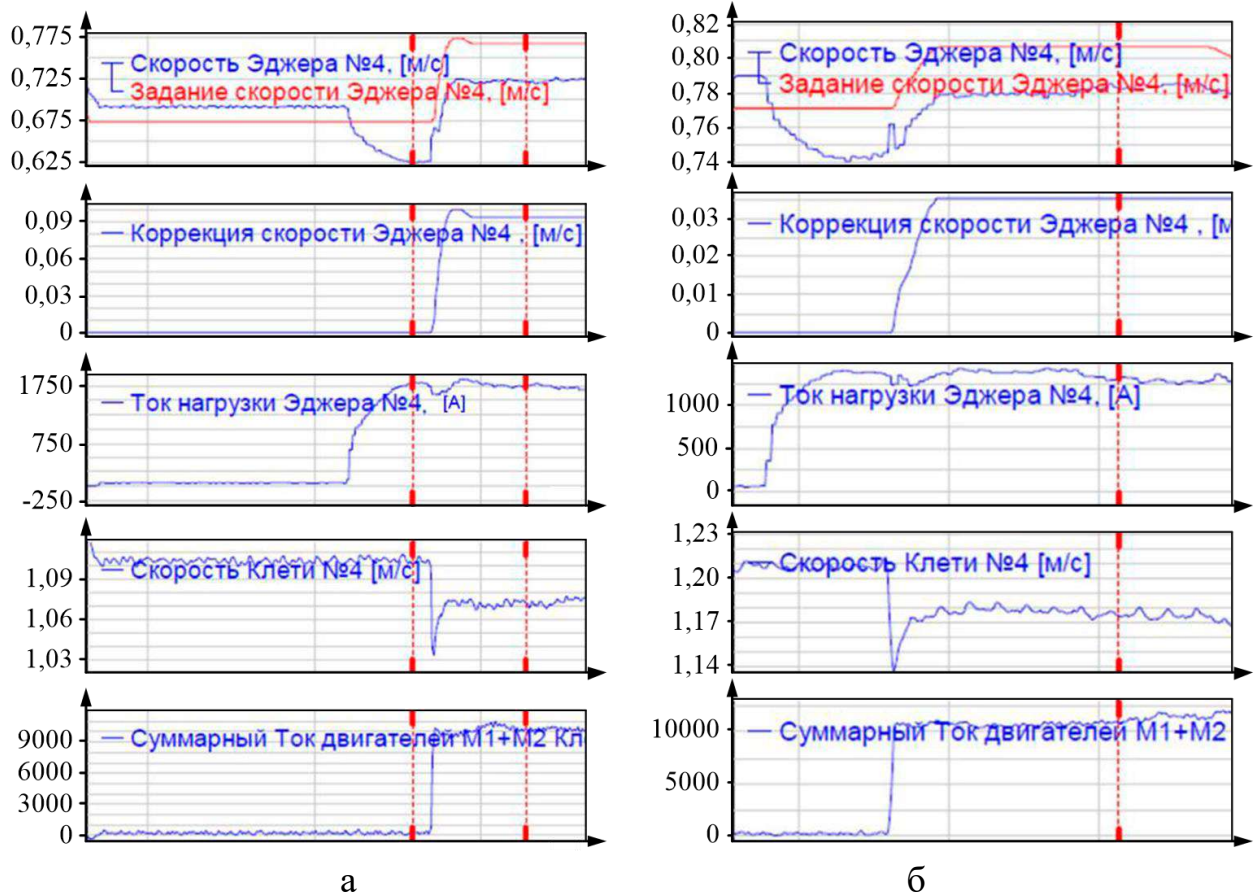 0,775
0,725
0,675
0,625
Скорость Эджера №4, [м/с]
Задание скорости Эджера №4, [м/с]
0,09
0,06
0,03
0
Коррекция скорости Эджера №4 , [м/с]
1750
750
-250
Ток нагрузки Эджера №4, [А]
1,09
1,06
1,03
Скорость Клети №4 [м/с]
9000
6000
3000
0
Суммарный Ток двигателей М1+М2 Кл
а
0,82
0,80
0,78
0,76
0,74
Скорость Эджера №4, [м/с]
Задание скорости Эджера №4, [м/с]
0,03
0,02
0,01
0
Коррекция скорости Эджера №4 , [м
1000
500
0
Ток нагрузки Эджера №4, [А]
1,23
1,20
1,17
1,14
Скорость Клети №4 [м/с]
10000
5000
0
Суммарный Ток двигателей М1+М2
б